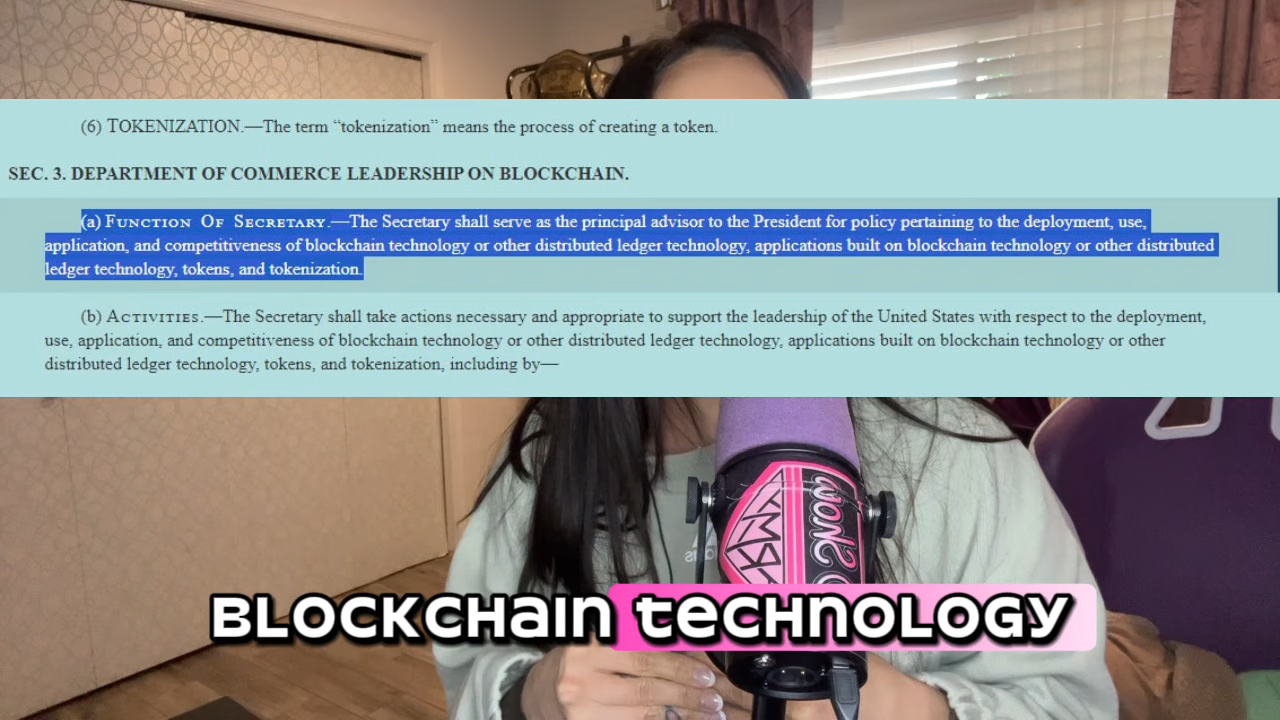 (6) TOKENIZATION.—The term “tokenization” means the process of creating a token.
SEC. 3. DEPARTMENT OF COMMERCE LEADERSHIP ON BLOCKCHAIN.
(a) FUNCTION OF SECRETARY.—The Secretary shall serve as the principal advisor to the President for policy pertaining to the deployment, use,
application, and competitiveness of blockchain technology or other distributed ledger technology, applications built on blockchain technology or other distributed
ledger technology, tokens, and tokenization.
(b) ACTIVITIES.—The Secretary shall take actions necessary and appropriate to support the leadership of the United States with respect to the deployment,
use, application, and competitiveness of blockchain technology or other distributed ledger technology, applications built on blockchain technology or other
distributed ledger technology, tokens, and tokenization, including by—
BLOCKCHAIN TECHNOLOGY